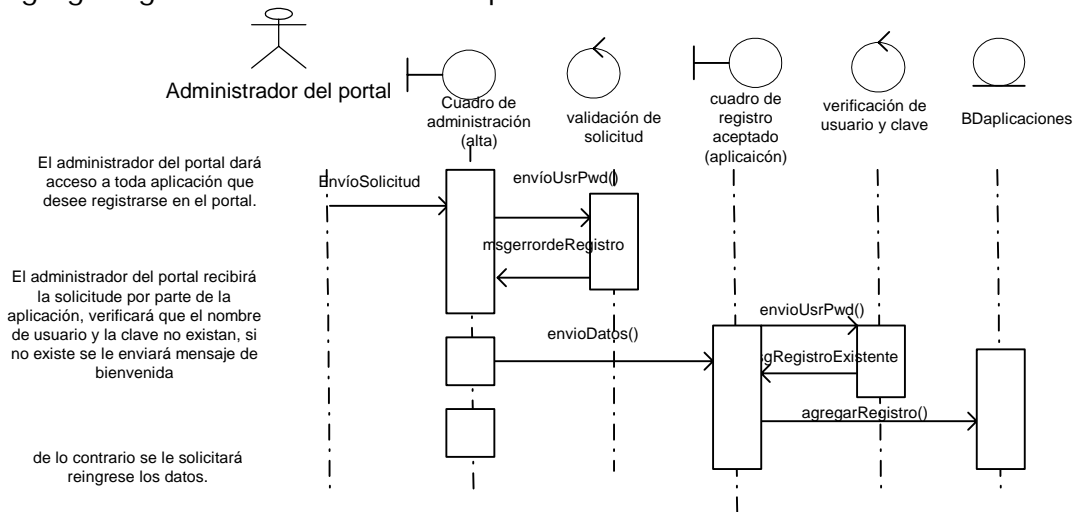 Administrador del portal
Cuadro de
administración
(alta)
validación de
solicitud
cuadro de
registro
aceptado
(aplicaicón)
verificación de
usuario y clave
BDaplicaciones
El administrador del portal dará
acceso a toda aplicación que
desee registrarse en el portal.
EnvíoSolicitud
envíoUsrPwd()
msgerrordeRegistro
El administrador del portal recibirá
la solicitude por parte de la
aplicación, verificará que el nombre
de usuario y la clave no existan, si
no existe se le enviará mensaje de
bienvenida
envioDatos()
envioUsrPwd()
sgRegistroExistente
agregarRegistro()
de lo contrario se le solicitará
reingrese los datos.